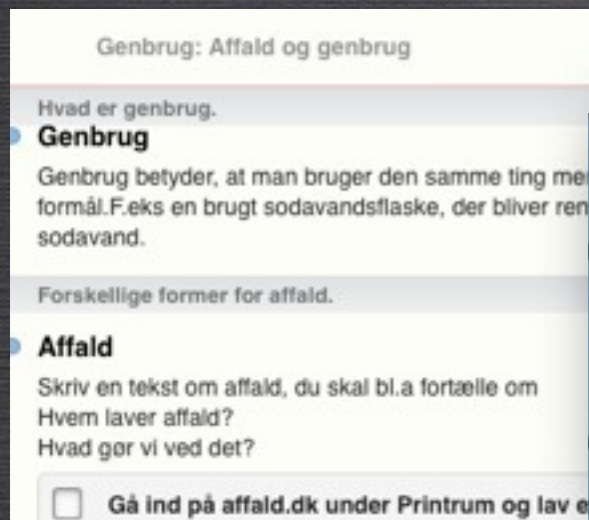 Genbrug: Affald og genbrug
Hvad er genbrug.
Genbrug
Genbrug betyder, at man bruger den samme ting
formål.F.eks en brugt sodavandsflaske, der bliver
sodavand.
Forskellige former for affald.
Affald
Skriv en tekst om affald, du skal bl.a fortælle om
Hvem laver affald?
Hvad gør vi ved det?
Gå ind på affald.dk under Printrum og lav